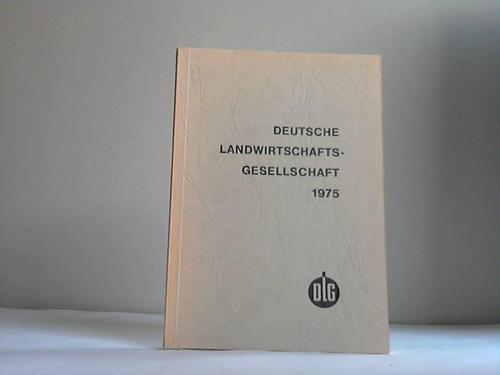 DEUTSCHE
LANDWIRTSCHAFTS-
GESELLSCHAFT
1975
DLG